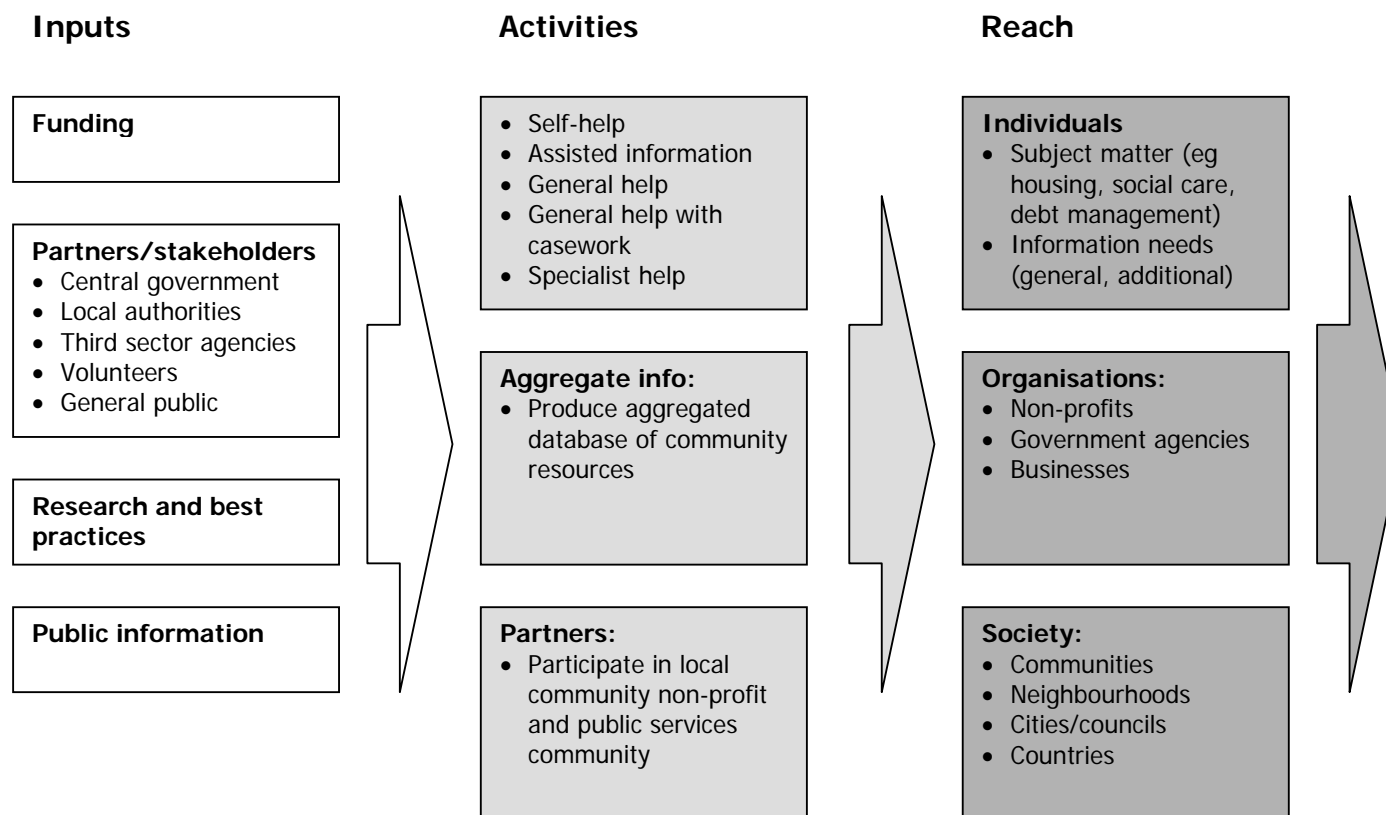 Inputs
Funding
Partners/stakeholders
• Central government
• Local authorities
• Third sector agencies
• Volunteers
• General public
Research and best
practices
Public information
Activities
• Self-help
• Assisted information
• General help
• General help with
casework
• Specialist help
Aggregate info:
• Produce aggregated
database of community
resources
Partners:
• Participate in local
community non-profit
and public services
community
Reach
Individuals
• Subject matter (eg
housing, social care,
debt management)
• Information needs
(general, additional)
Organisations:
• Non-profits
• Government agencies
• Businesses
Society:
• Communities
• Neighbourhoods
• Cities/councils
• Countries